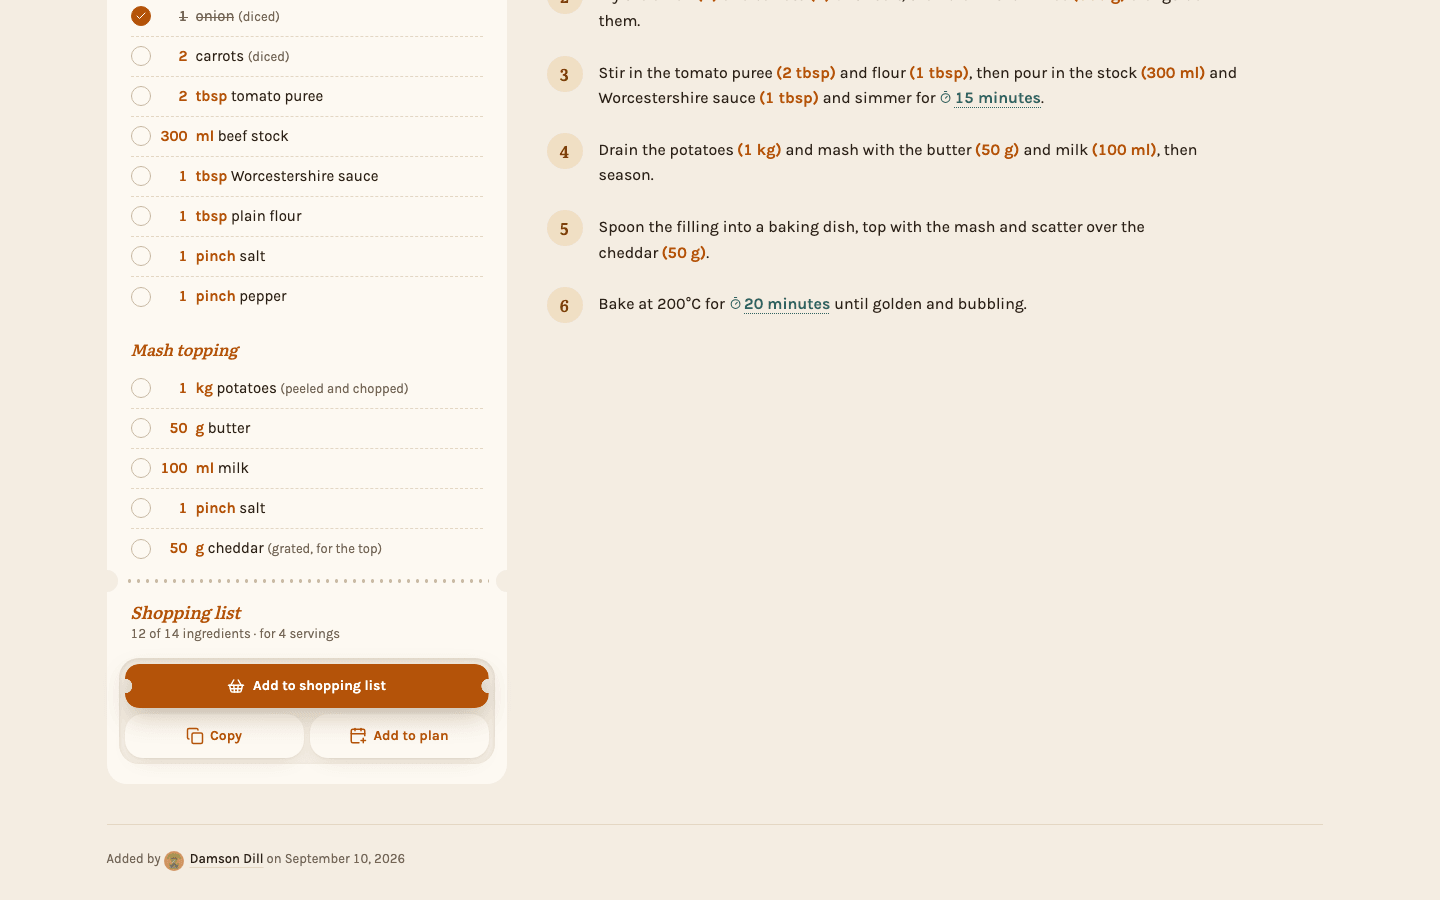 1 onion (diced)
2 carrots (diced)
2 tbsp tomato puree
300 ml beef stock
1 tbsp Worcestershire sauce
1 tbsp plain flour
1 pinch salt
1 pinch pepper
Mash topping
1 kg potatoes (peeled and chopped)
50 g butter
100 ml milk
1 pinch salt
50 g cheddar (grated, for the top)
Shopping list
12 of 14 ingredients · for 4 servings
Add to shopping list
Copy
Add to plan
them.
3
Stir in the tomato puree (2 tbsp) and flour (1 tbsp), then pour in the stock (300 ml) and
Worcestershire sauce (1 tbsp) and simmer for 15 minutes.
4
Drain the potatoes (1 kg) and mash with the butter (50 g) and milk (100 ml), then
season.
5
Spoon the filling into a baking dish, top with the mash and scatter over the
cheddar (50 g).
6
Bake at 200°C for 20 minutes until golden and bubbling.
Added by Damson Dill on September 10, 2026